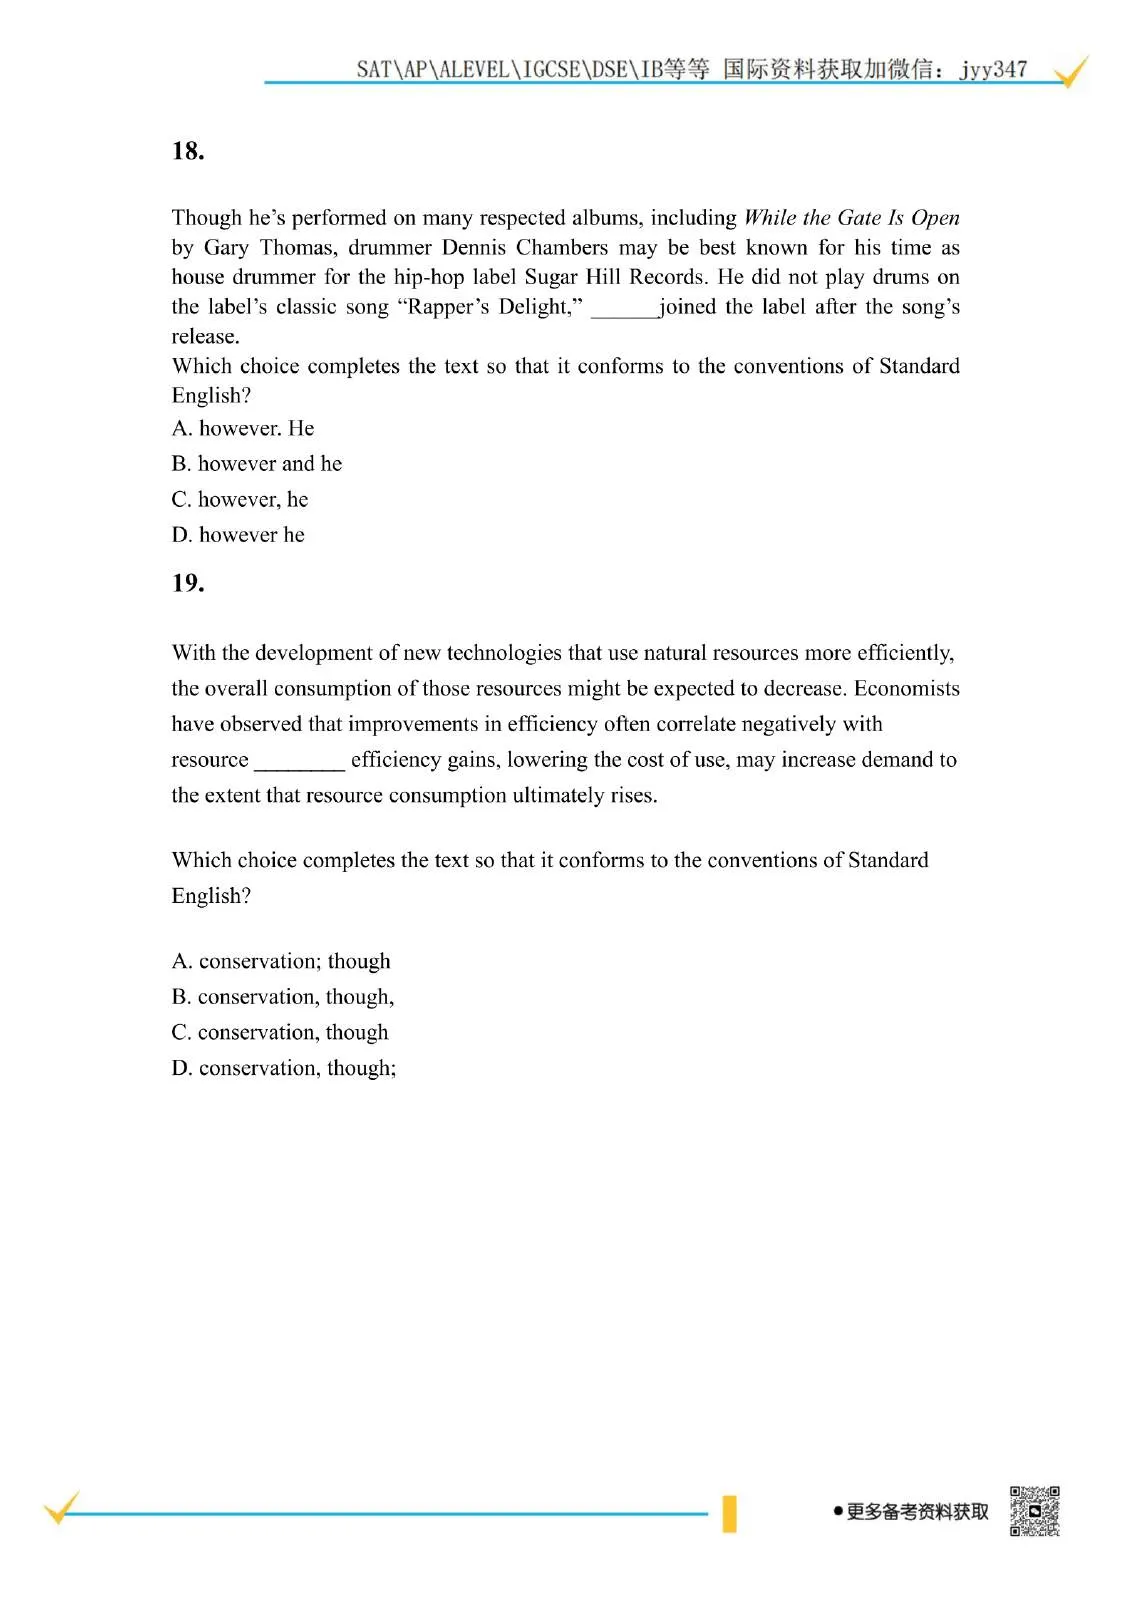 SAT\AP\ALEVEL\IGCSE\DSE\IB等等 国际资料获取加微信：jyy347
18.
Though he’s performed on many respected albums, including While the Gate Is Open
by Gary Thomas, drummer Dennis Chambers may be best known for his time as
house drummer for the hip-hop label Sugar Hill Records. He did not play drums on
the label’s classic song “Rapper’s Delight,” ______joined the label after the song’s
release.
Which choice completes the text so that it conforms to the conventions of Standard
English?
A. however. He
B. however and he
C. however, he
D. however he
19.
With the development of new technologies that use natural resources more efficiently,
the overall consumption of those resources might be expected to decrease. Economists
have observed that improvements in efficiency often correlate negatively with
resource ________ efficiency gains, lowering the cost of use, may increase demand to
the extent that resource consumption ultimately rises.
Which choice completes the text so that it conforms to the conventions of Standard
English?
A. conservation; though
B. conservation, though,
C. conservation, though
D. conservation, though;
●更多备考资料获取